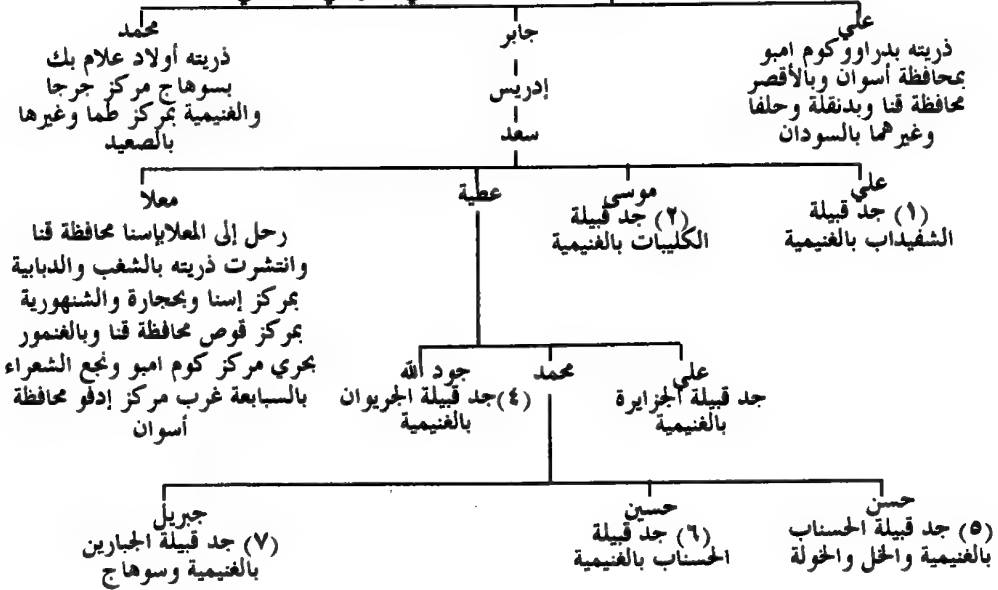 علي
ذريته بدراووكوم امبو
بمحافظة أسوان وبالأقصر
محافظة قنا وبدنقلة وحلفا
وغيرهما بالسودان
جابر
إدريس
سعد
محمد
ذريته أولاد علام بك
بسوهاج مركز جرجا
والغنيمية بمركز طما وغيرها
بالصعيد
علي
(١) جد قبيلة
الشفيداب بالغنيمية
موسى
(٢) جد قبيلة
الكليبات بالغنيمية
عطية
معلا
رحل إلى المعلابإسنا محافظة قنا
وانتشرت ذريته بالشغب والدبابية
بمركز إسنا وبحجارة والشنهورية
بمركز قوص محافظة قنا وبالغنمور
بحري مركز كوم امبو ونجع الشعراء
بالسبابعة غرب مركز إدفو محافظة
أسوان
علي
جد قبيلة الجزايرة
بالغنيمية
محمد
جود الله
(٤)جد قبيلة الجريوان
بالغنيمية
حسن
(٥) جد قبيلة الحسناب
بالغنيمية والخل والخولة
حسين
(٦) جد قبيلة
الحسناب بالغنيمية
جبريل
(٧) جد قبيلة الجبارين
بالغنيمية وسوهاج